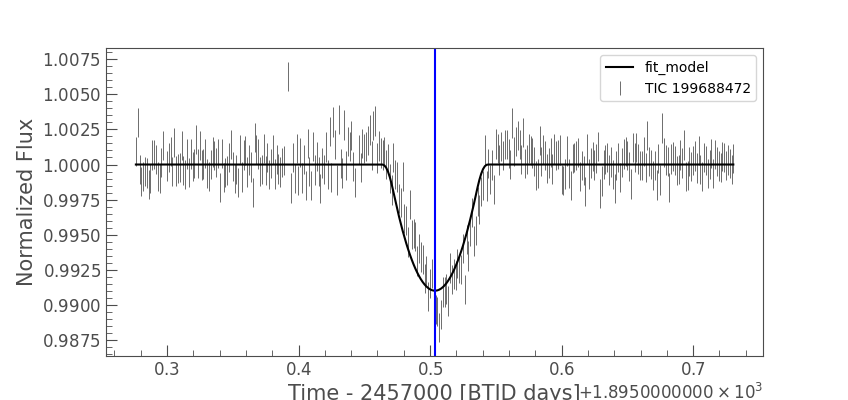 1.0075
1.0050
1.0025
1.0000
0.9975
0.9950
0.9925
0.9900
0.9875
Normalized Flux
fit_model
TIC 199688472
0.3 0.4 0.5 0.6 0.7
Time - 2457000 [BTJD days]
+1.8950000000 × 10³